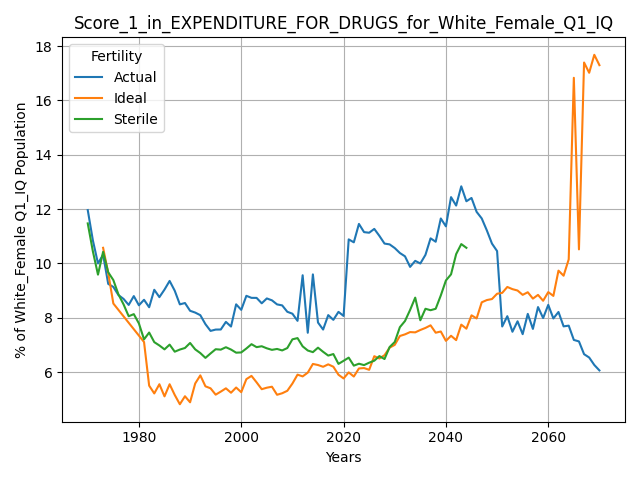 Score_1_in_EXPENDITURE_FOR_DRUGS_for_White_Female_Q1_IQ
Fertility
Actual
Ideal
Sterile
% of White_Female Q1_IQ Population
18
16
14
12
10
8
6
1980
2000
2020
2040
2060
Years